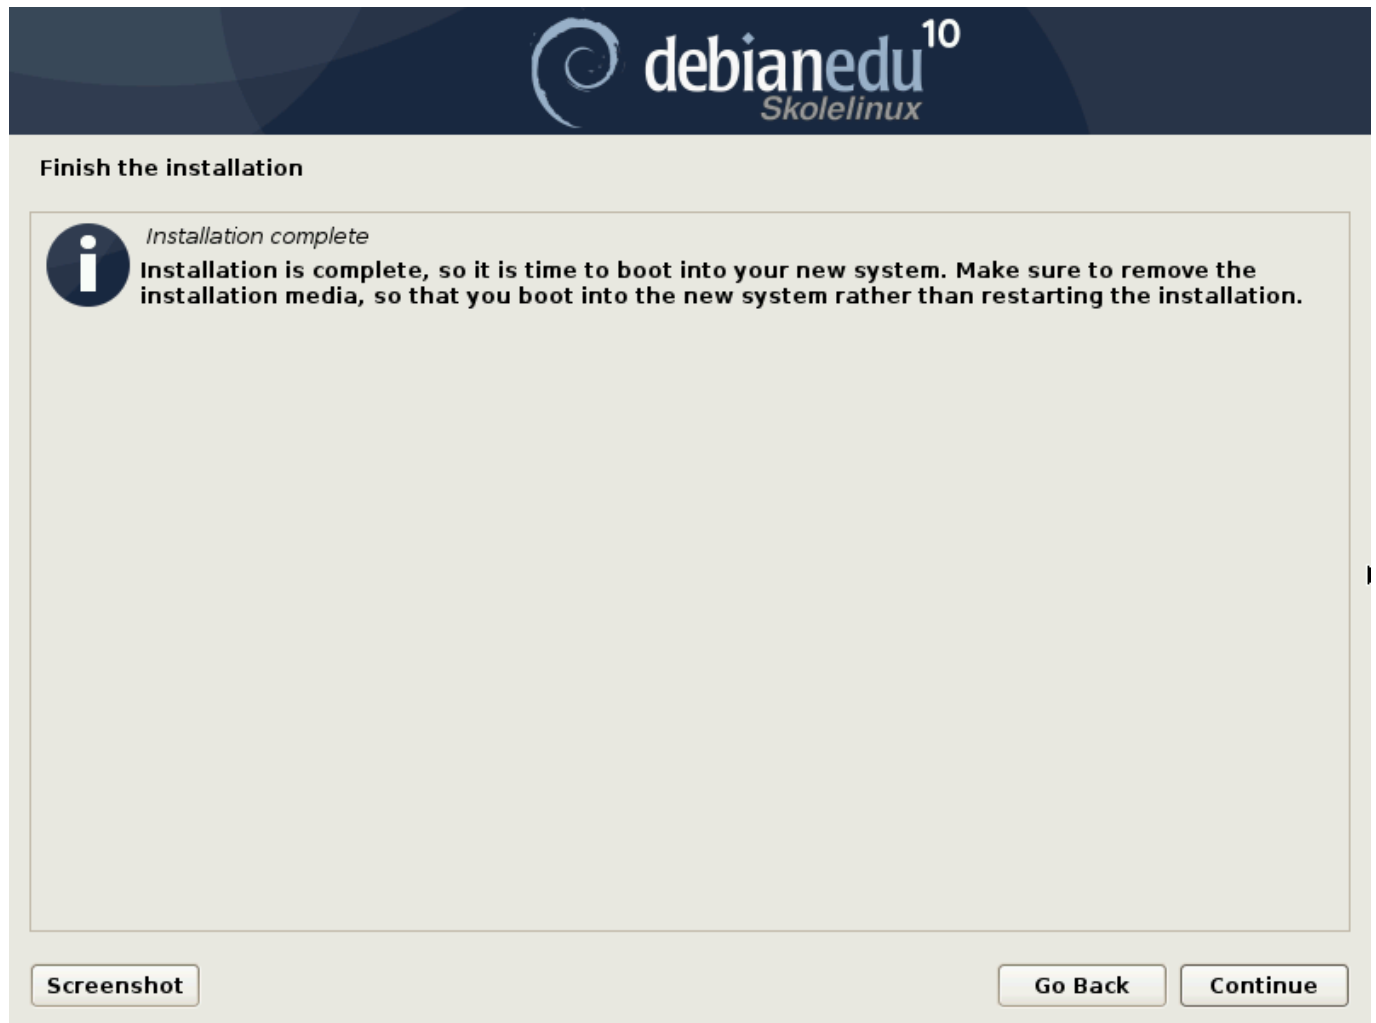 debianedu 10
Skolelinux
Finish the installation
Installation complete
Installation is complete, so it is time to boot into your new system. Make sure to remove the
installation media, so that you boot into the new system rather than restarting the installation.
Screenshot
Go Back
Continue